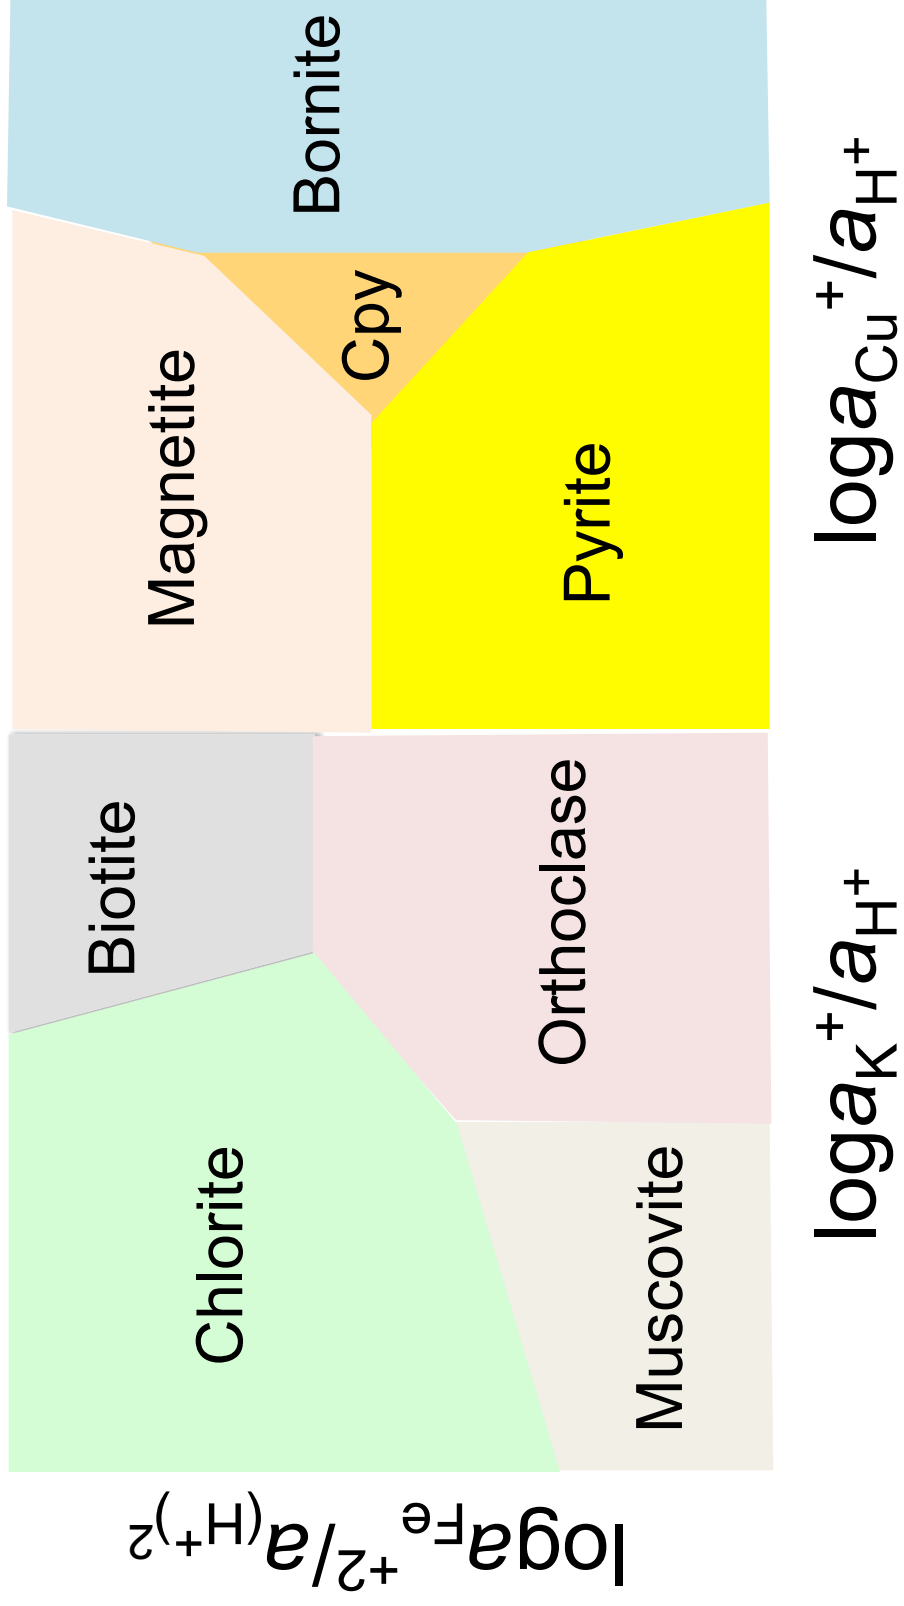 Biotite
Magnetite
Chlorite
Bornite
Cpy
Orthoclase
Pyrite
Muscovite
loga_Fe^+2/a_(H^+)^2
loga_K^+/a_H^+
loga_Cu^+/a_H^+